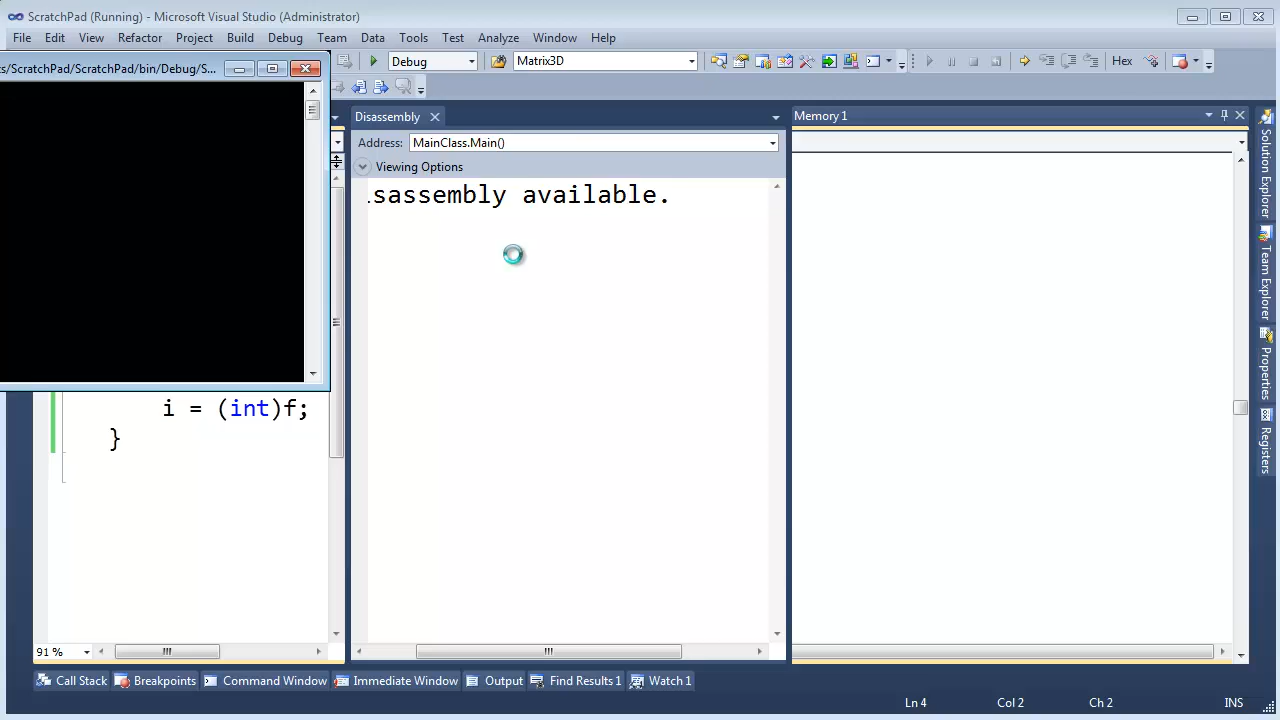 ScratchPad (Running) - Microsoft Visual Studio (Administrator)
File Edit View Refactor Project Build Debug Team Data Tools Test Analyze Window Help
Debug Matrix3D Hex
s/ScratchPad/ScratchPad/bin/Debug/S...
Disassembly
Memory 1
Address: MainClass.Main()
Viewing Options
isassembly available.
i = (int)f;
}
Solution Explorer
Team Explorer
Properties
Registers
91 %
Call Stack Breakpoints Command Window Immediate Window Output Find Results 1 Watch 1
Ln 4 Col 2 Ch 2 INS